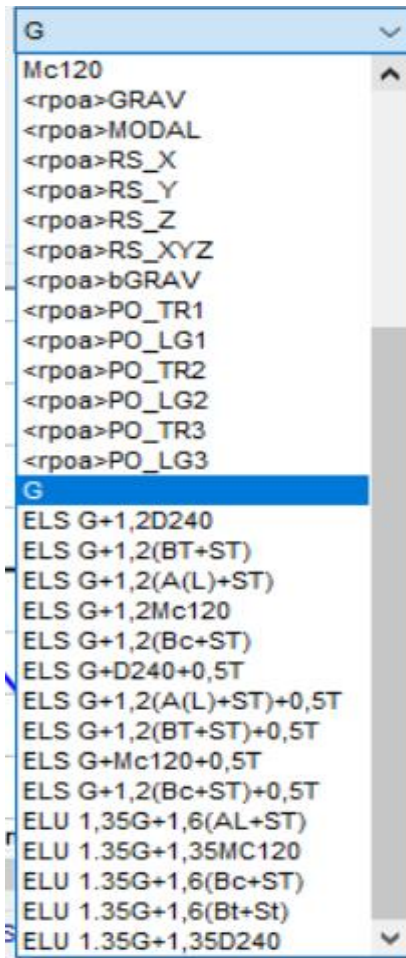 G
Mc120
<rpoa>GRAV
<rpoa>MODAL
<rpoa>RS_X
<rpoa>RS_Y
<rpoa>RS_Z
<rpoa>RS_XYZ
<rpoa>bGRAV
<rpoa>PO_TR1
<rpoa>PO_LG1
<rpoa>PO_TR2
<rpoa>PO_LG2
<rpoa>PO_TR3
<rpoa>PO_LG3
G
ELS G+1,2D240
ELS G+1,2(BT+ST)
ELS G+1,2(A(L)+ST)
ELS G+1,2Mc120
ELS G+1,2(Bc+ST)
ELS G+D240+0,5T
ELS G+1,2(A(L)+ST)+0,5T
ELS G+1,2(BT+ST)+0,5T
ELS G+Mc120+0,5T
ELS G+1,2(Bc+ST)+0,5T
ELU 1,35G+1,6(AL+ST)
ELU 1.35G+1,35MC120
ELU 1.35G+1,6(Bc+ST)
ELU 1.35G+1,6(Bt+St)
ELU 1.35G+1,35D240